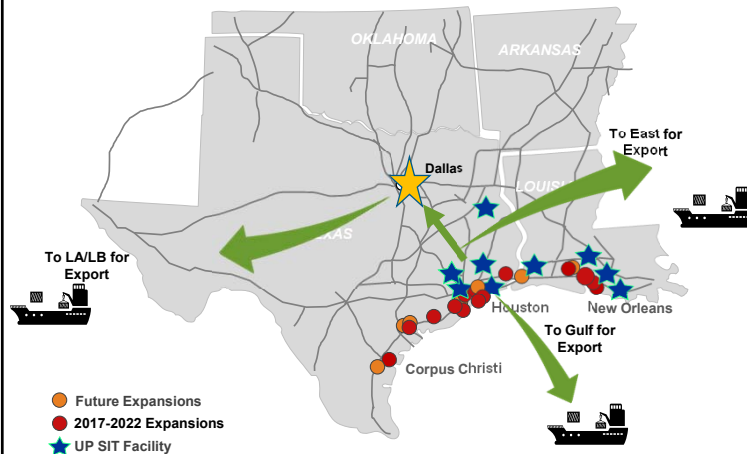 OKLAHOMA
ARKANSAS
To East for
Export
Dallas
To LA/LB for
Export
Houston
New Orleans
To Gulf for
Export
Corpus Christi
Future Expansions
2017-2022 Expansions
UP SIT Facility